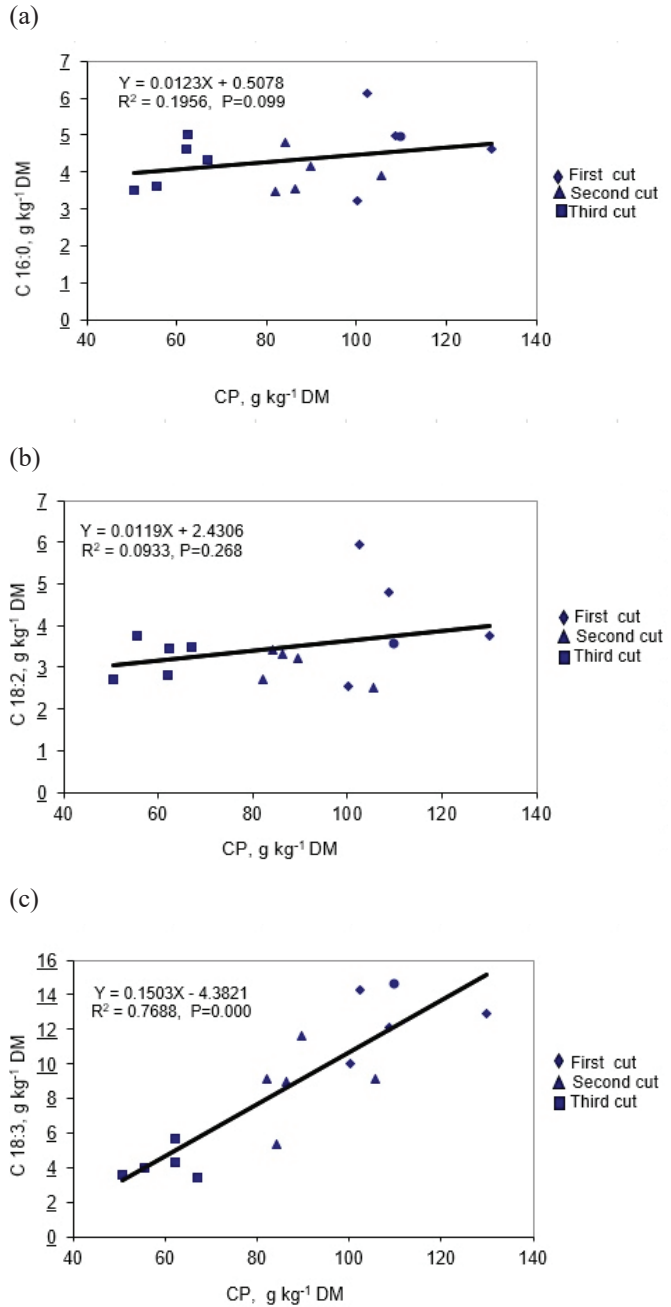 (a)
Y = 0.0123X + 0.5078
R² = 0.1956, P=0.099
C 16:0, g kg⁻¹ DM
7
6
5
4
3
2
1
0
40 60 80 100 120 140
CP, g kg⁻¹ DM
First cut
Second cut
Third cut
(b)
Y = 0.0119X + 2.4306
R² = 0.0933, P=0.268
C 18:2, g kg⁻¹ DM
7
6
5
4
3
2
1
0
40 60 80 100 120 140
CP, g kg⁻¹ DM
First cut
Second cut
Third cut
(c)
Y = 0.1503X - 4.3821
R² = 0.7688, P=0.000
C 18:3, g kg⁻¹ DM
16
14
12
10
8
6
4
2
0
40 60 80 100 120 140
CP, g kg⁻¹ DM
First cut
Second cut
Third cut